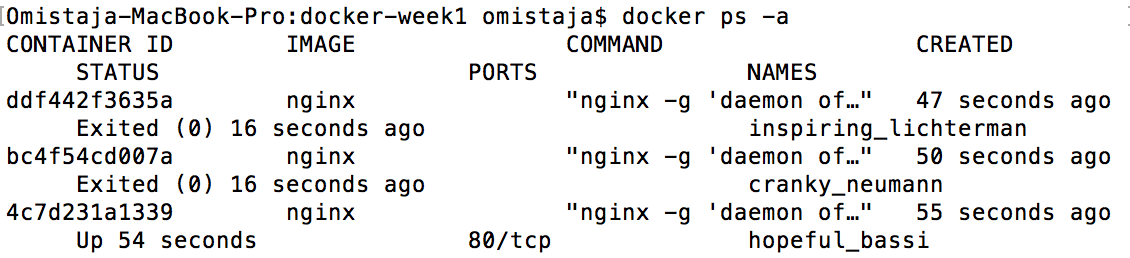 [Omistaja-MacBook-Pro:docker-week1 omistaja$ docker ps -a
CONTAINER ID        IMAGE               COMMAND                  CREATED
     STATUS                      PORTS               NAMES
ddf442f3635a        nginx               "nginx -g 'daemon of…"   47 seconds ago
     Exited (0) 16 seconds ago                       inspiring_lichterman
bc4f54cd007a        nginx               "nginx -g 'daemon of…"   50 seconds ago
     Exited (0) 16 seconds ago                       cranky_neumann
4c7d231a1339        nginx               "nginx -g 'daemon of…"   55 seconds ago
     Up 54 seconds               80/tcp              hopeful_bassi